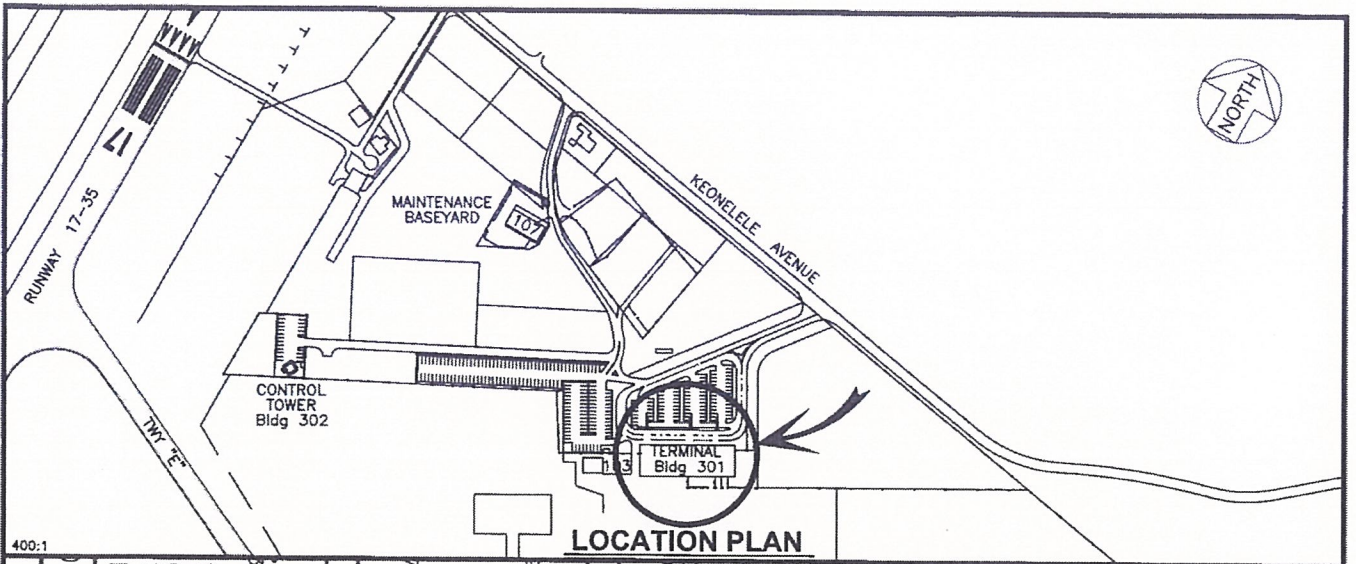 NORTH
17
RUNWAY 17-35
MAINTENANCE
BASEYARD
107
KEONELELE AVENUE
CONTROL
TOWER
Bldg 302
TWY "E"
TERMINAL
Bldg 301
103
400:1
LOCATION PLAN